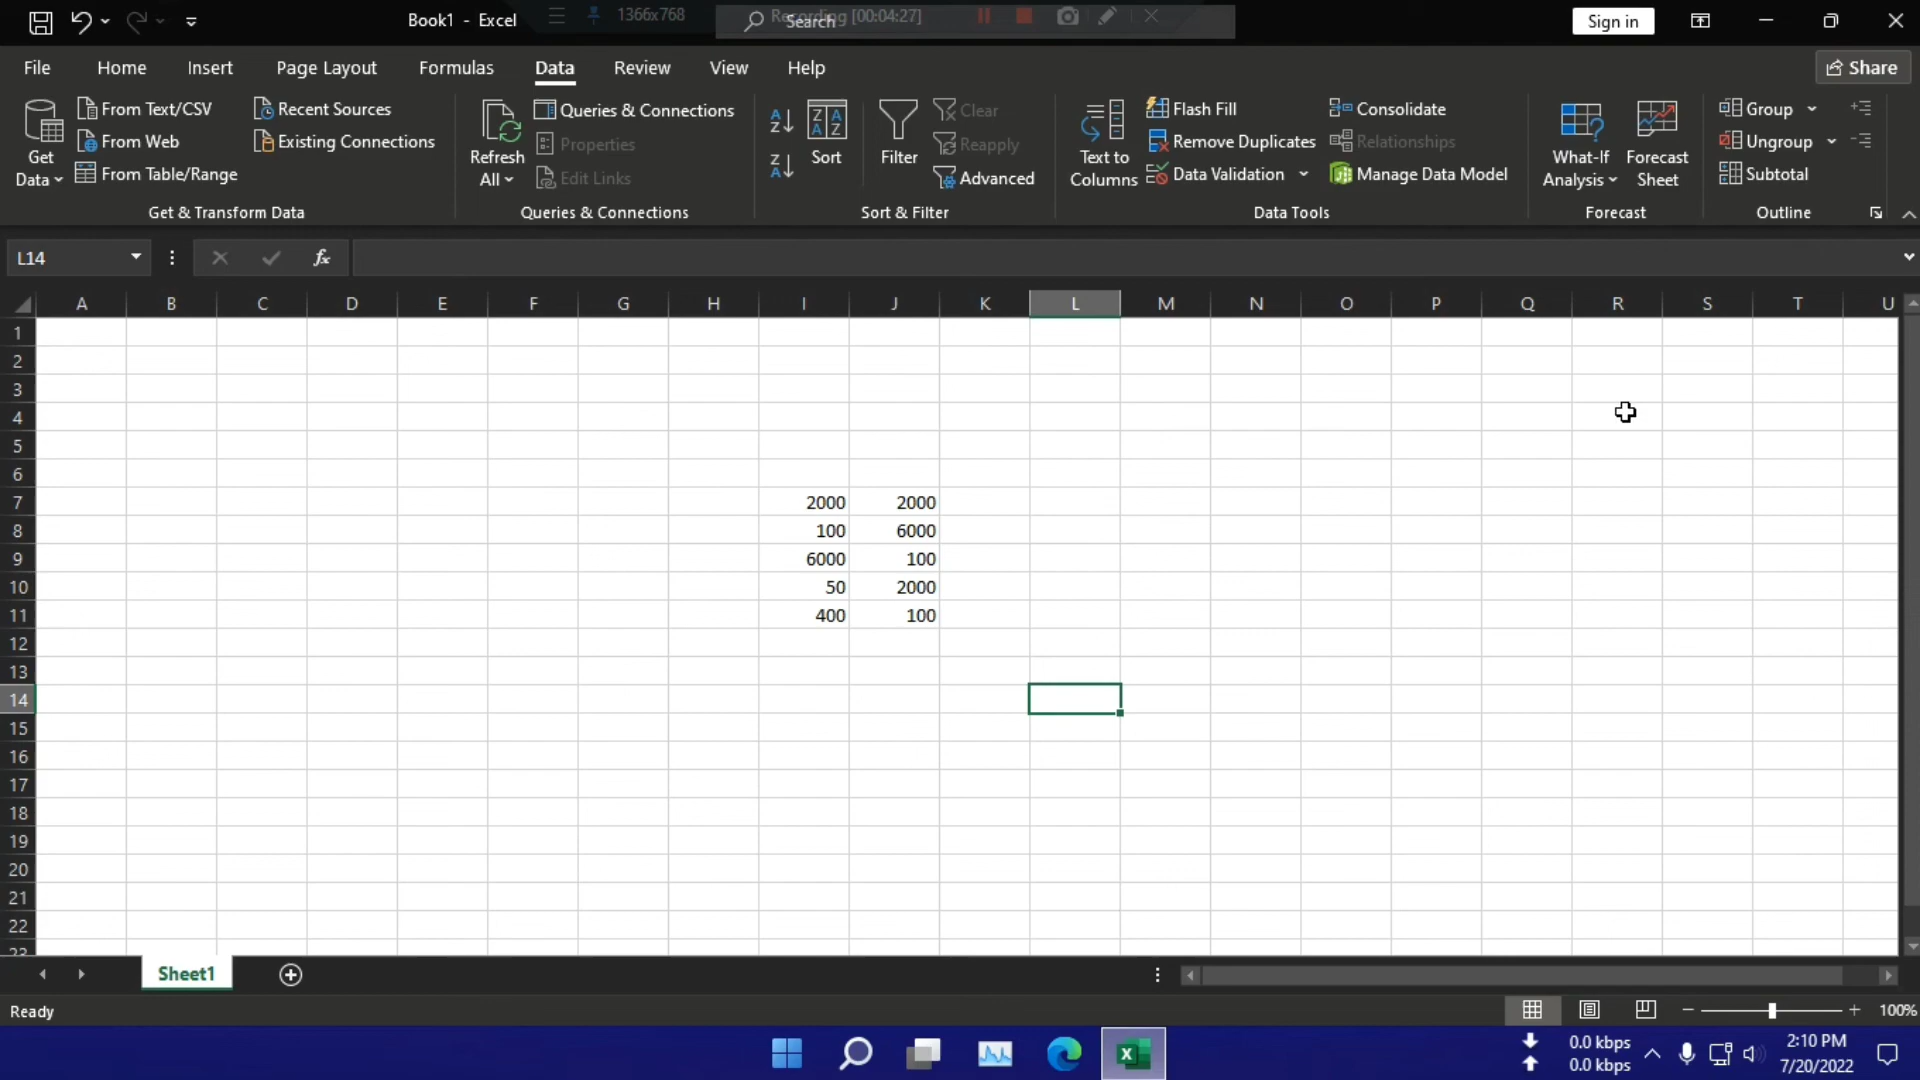 Book1 - Excel
1366x768
Recording [00:04:27]
Search
Sign in
File Home Insert Page Layout Formulas Data Review View Help
Share
Get Data
From Text/CSV
From Web
From Table/Range
Recent Sources
Existing Connections
Get & Transform Data
Refresh All
Queries & Connections
Properties
Edit Links
Queries & Connections
A Z
Z A
Z A A Z
Sort
Filter
Clear
Reapply
Advanced
Sort & Filter
Text to Columns
Flash Fill
Remove Duplicates
Data Validation
Consolidate
Relationships
Manage Data Model
Data Tools
What-If Analysis
Forecast Sheet
Forecast
Group
Ungroup
Subtotal
Outline
L14
fx
A B C D E F G H I J K L M N O P Q R S T U
1
2
3
4
5
6
7 2000 2000
8 100 6000
9 6000 100
10 50 2000
11 400 100
12
13
14
15
16
17
18
19
20
21
22
23
Sheet1
Ready
100%
0.0 kbps
0.0 kbps
2:10 PM
7/20/2022